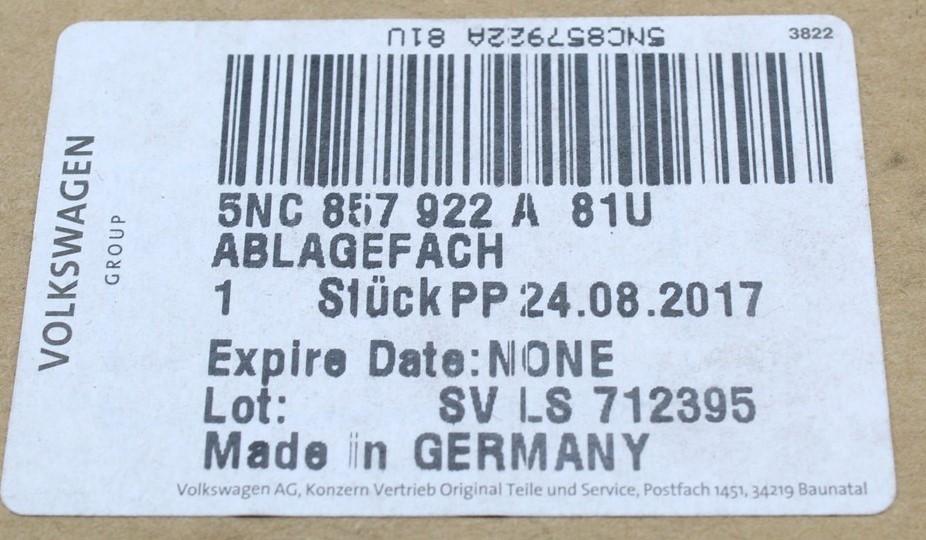 5NC857922A 81U
3822
VOLKSWAGEN
GROUP
5NC 857 922 A 81U
ABLAGEFACH
1 Stück PP 24.08.2017
Expire Date: NONE
Lot: SV LS 712395
Made in GERMANY
Volkswagen AG, Konzern Vertrieb Original Teile und Service, Postfach 1451, 34219 Baunatal